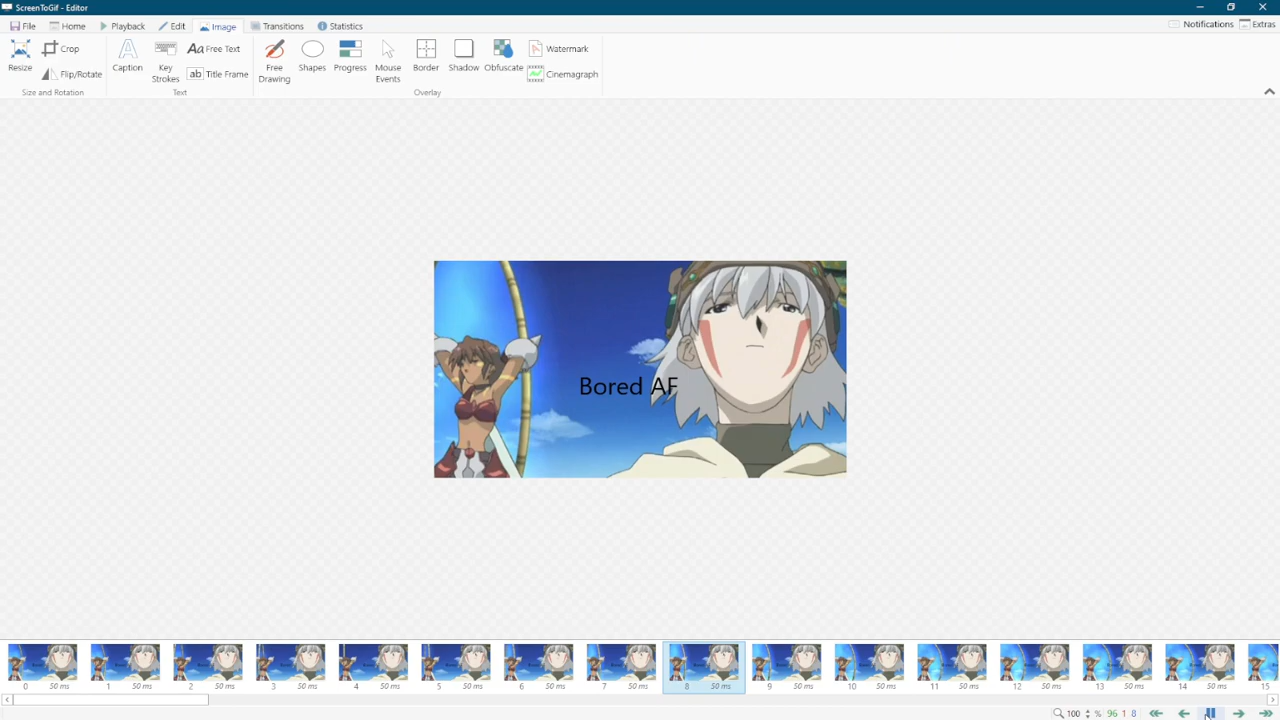 ScreenToGif - Editor
File Home Playback Edit Image Transitions Statistics Notifications Extras
Resize Crop Flip/Rotate Caption Key Strokes Free Text Title Frame Free Drawing Shapes Progress Mouse Events Border Shadow Obfuscate Watermark Cinemagraph
Size and Rotation Text Overlay
Bored AF
0 50 ms 1 50 ms 2 50 ms 3 50 ms 4 50 ms 5 50 ms 6 50 ms 7 50 ms 8 50 ms 9 50 ms 10 50 ms 11 50 ms 12 50 ms 13 50 ms 14 50 ms 15
100 % 96 1 8